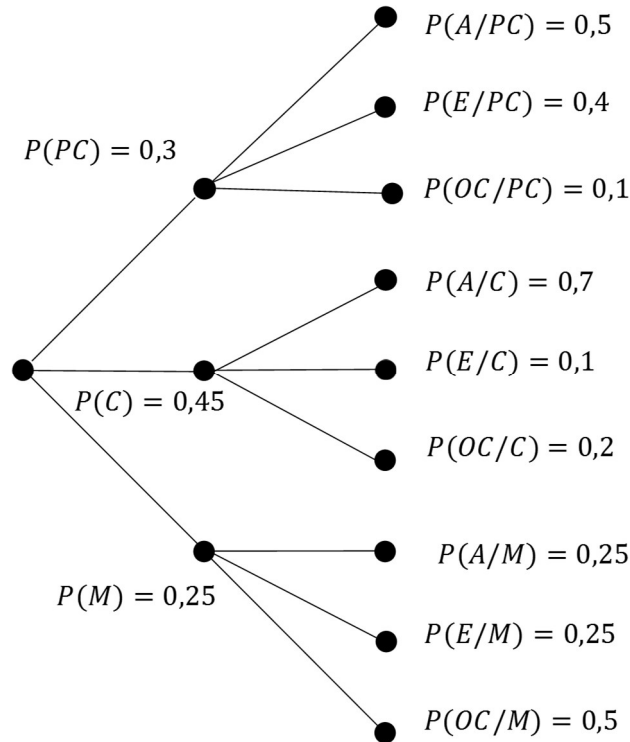 P(A/PC) = 0,5
P(E/PC) = 0,4
P(PC) = 0,3
P(OC/PC) = 0,1
P(A/C) = 0,7
P(E/C) = 0,1
P(C) = 0,45
P(OC/C) = 0,2
P(A/M) = 0,25
P(M) = 0,25
P(E/M) = 0,25
P(OC/M) = 0,5